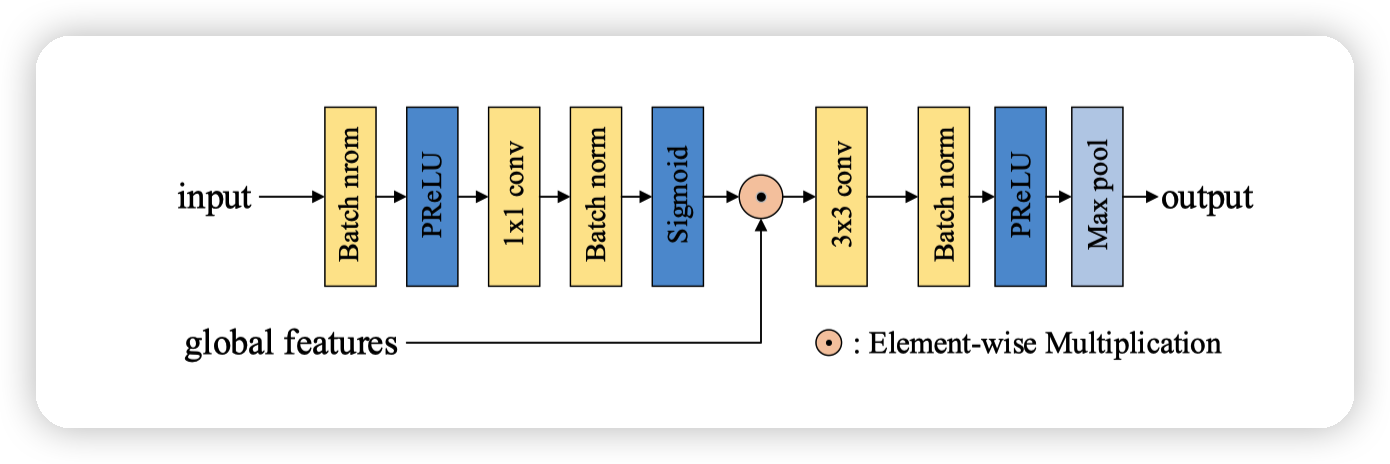 input
Batch nrom
PReLU
1x1 conv
Batch norm
Sigmoid
3x3 conv
Batch norm
PReLU
Max pool
output
global features
: Element-wise Multiplication